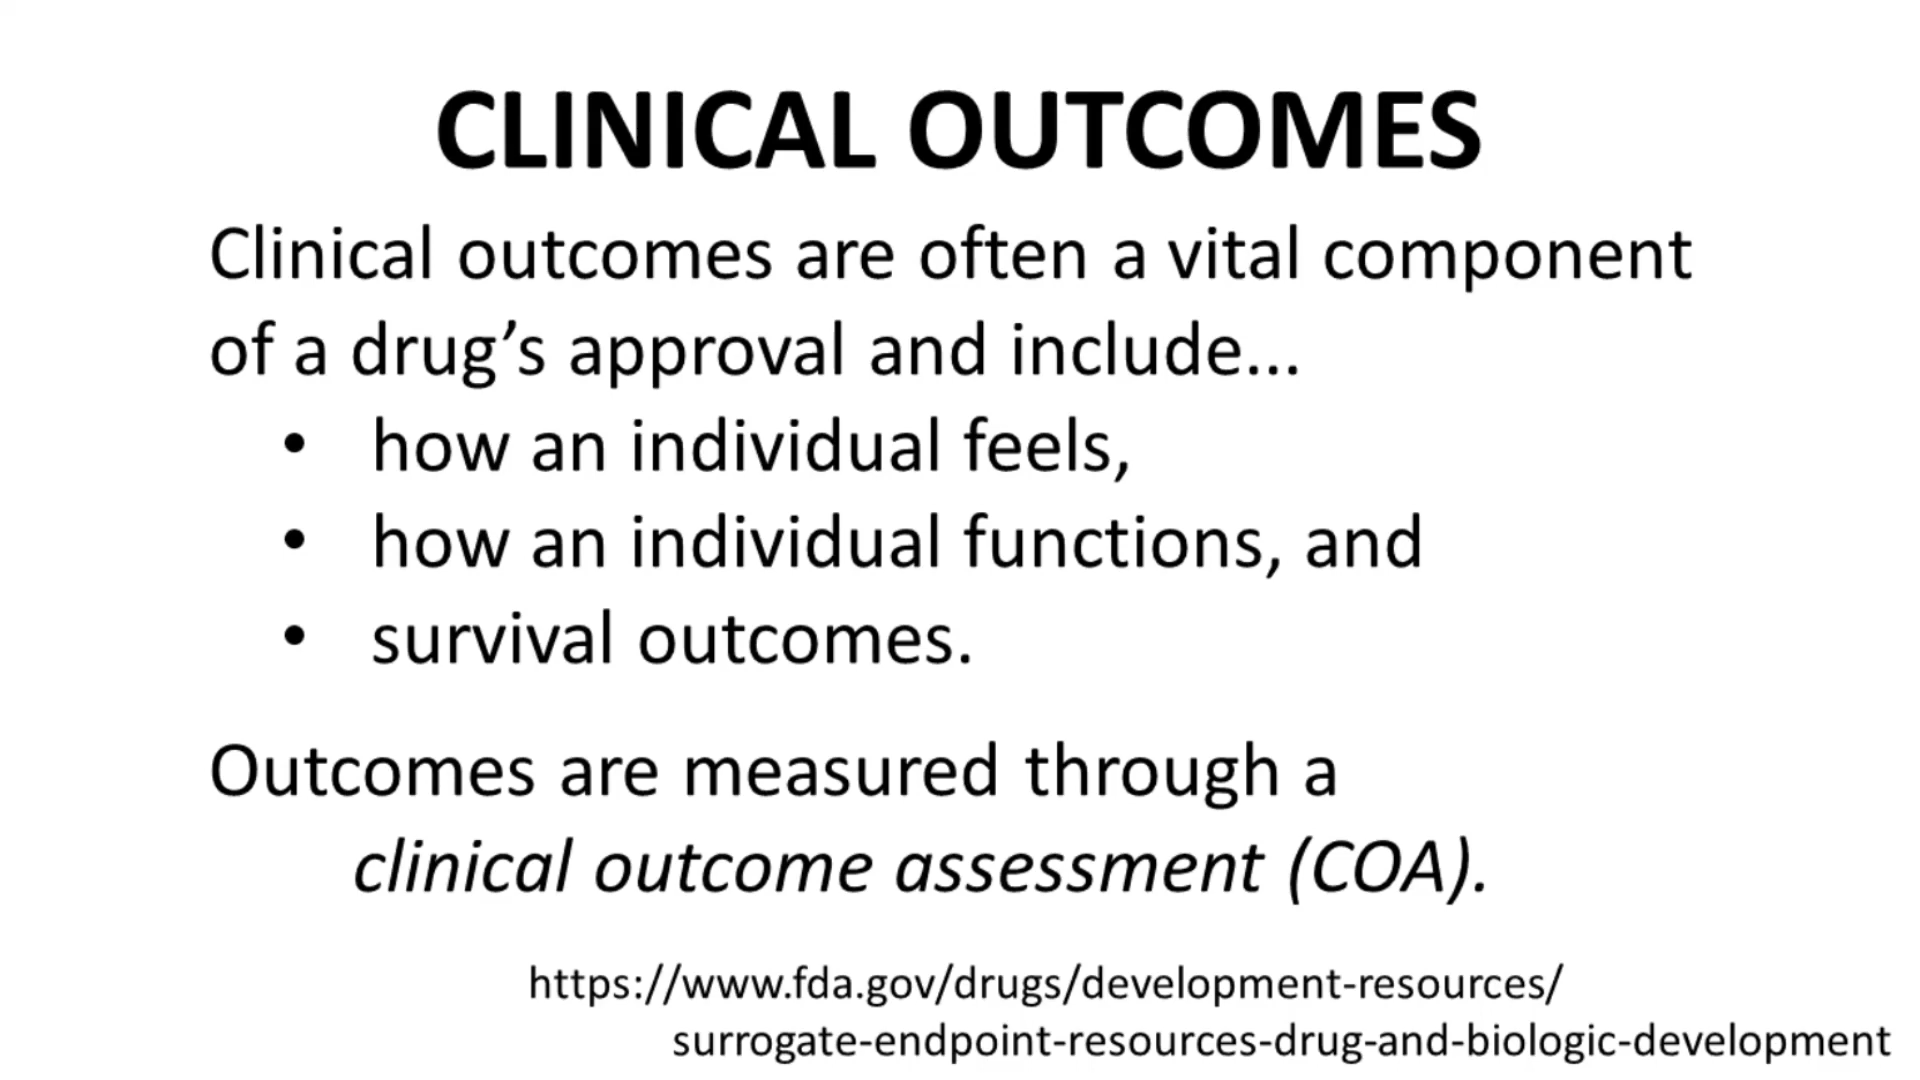 CLINICAL OUTCOMES
Clinical outcomes are often a vital component
of a drug’s approval and include...
• how an individual feels,
• how an individual functions, and
• survival outcomes.
Outcomes are measured through a
clinical outcome assessment (COA).
https://www.fda.gov/drugs/development-resources/
surrogate-endpoint-resources-drug-and-biologic-development